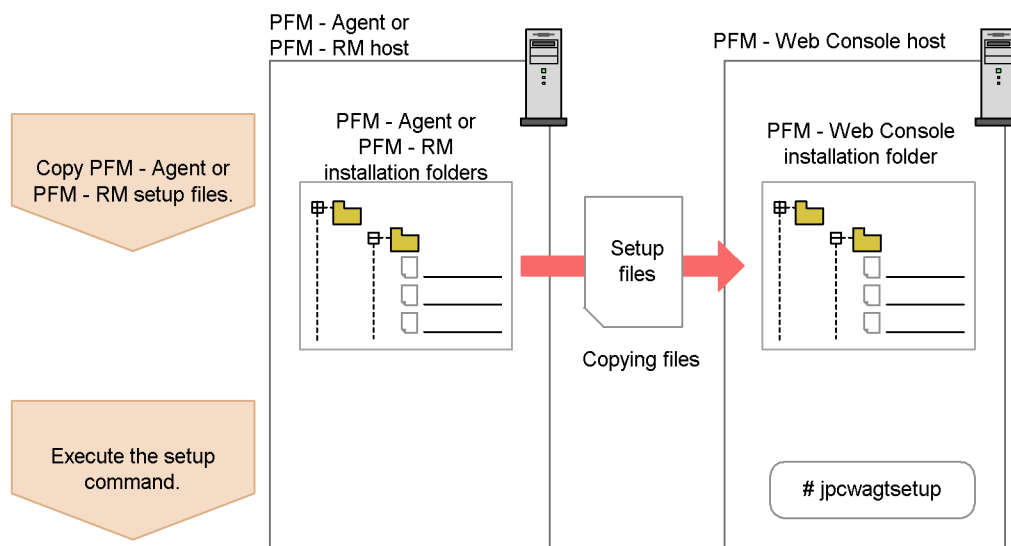 PFM - Agent or
PFM - RM host
PFM - Web Console host
Copy PFM - Agent or
PFM - RM setup files.
PFM - Agent or
PFM - RM
installation folders
Setup
files
Copying files
PFM - Web Console
installation folder
Execute the setup
command.
# jpcwagtsetup